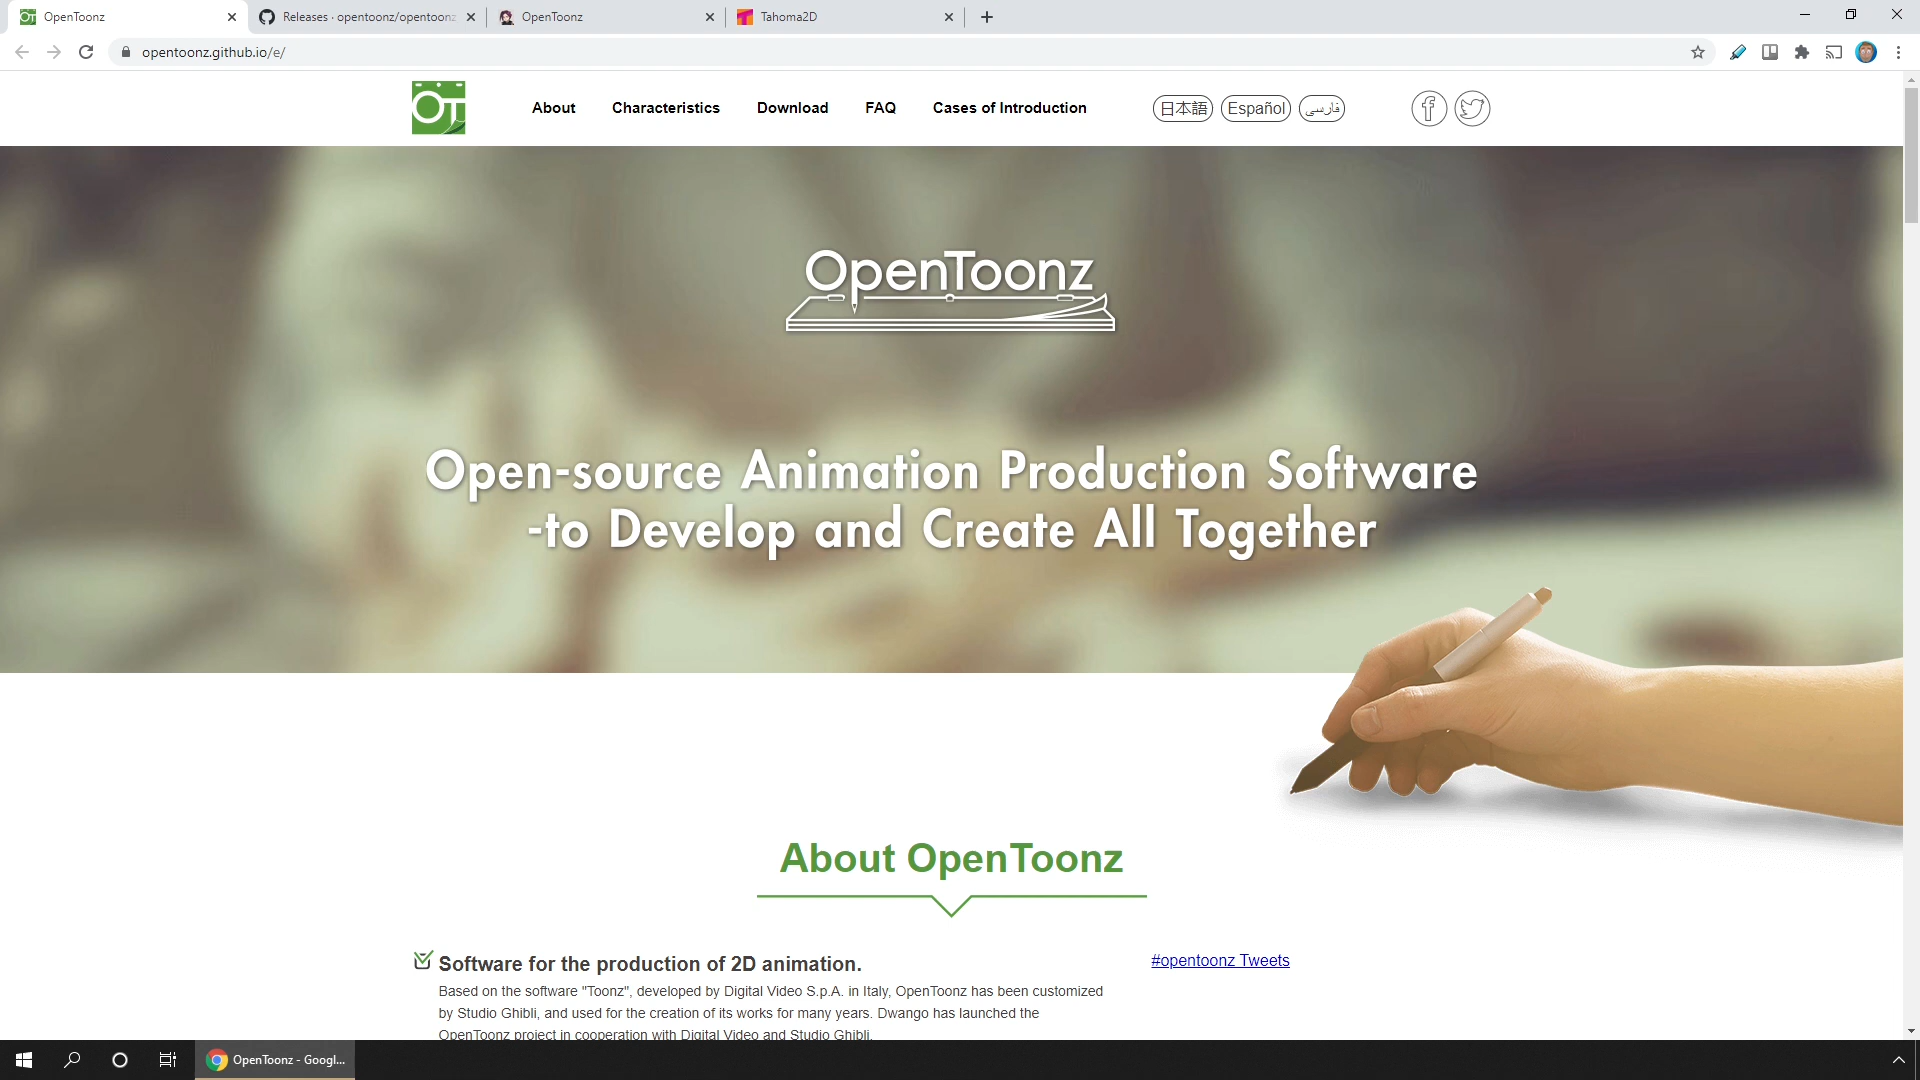 OpenToonz
Releases · opentoonz/opentoonz
OpenToonz
Tahoma2D
opentoonz.github.io/e/
OT
About
Characteristics
Download
FAQ
Cases of Introduction
日本語
Español
فارسی
OpenToonz
Open-source Animation Production Software
-to Develop and Create All Together
About OpenToonz
Software for the production of 2D animation.
#opentoonz Tweets
Based on the software "Toonz", developed by Digital Video S.p.A. in Italy, OpenToonz has been customized
by Studio Ghibli, and used for the creation of its works for many years. Dwango has launched the
OpenToonz project in cooperation with Digital Video and Studio Ghibli.
OpenToonz - Googl...